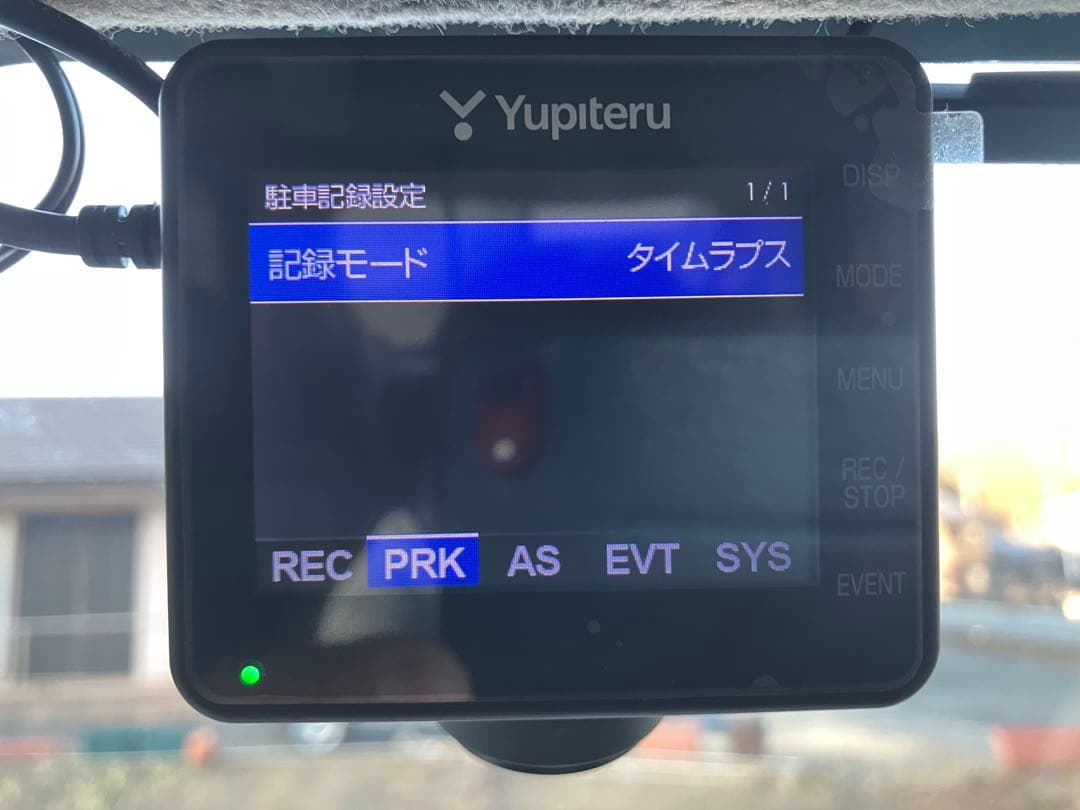 Yupiteru
駐車記録設定 1/1
記録モード タイムラプス
REC PRK AS EVT SYS
DISP
MODE
MENU
REC /
STOP
EVENT